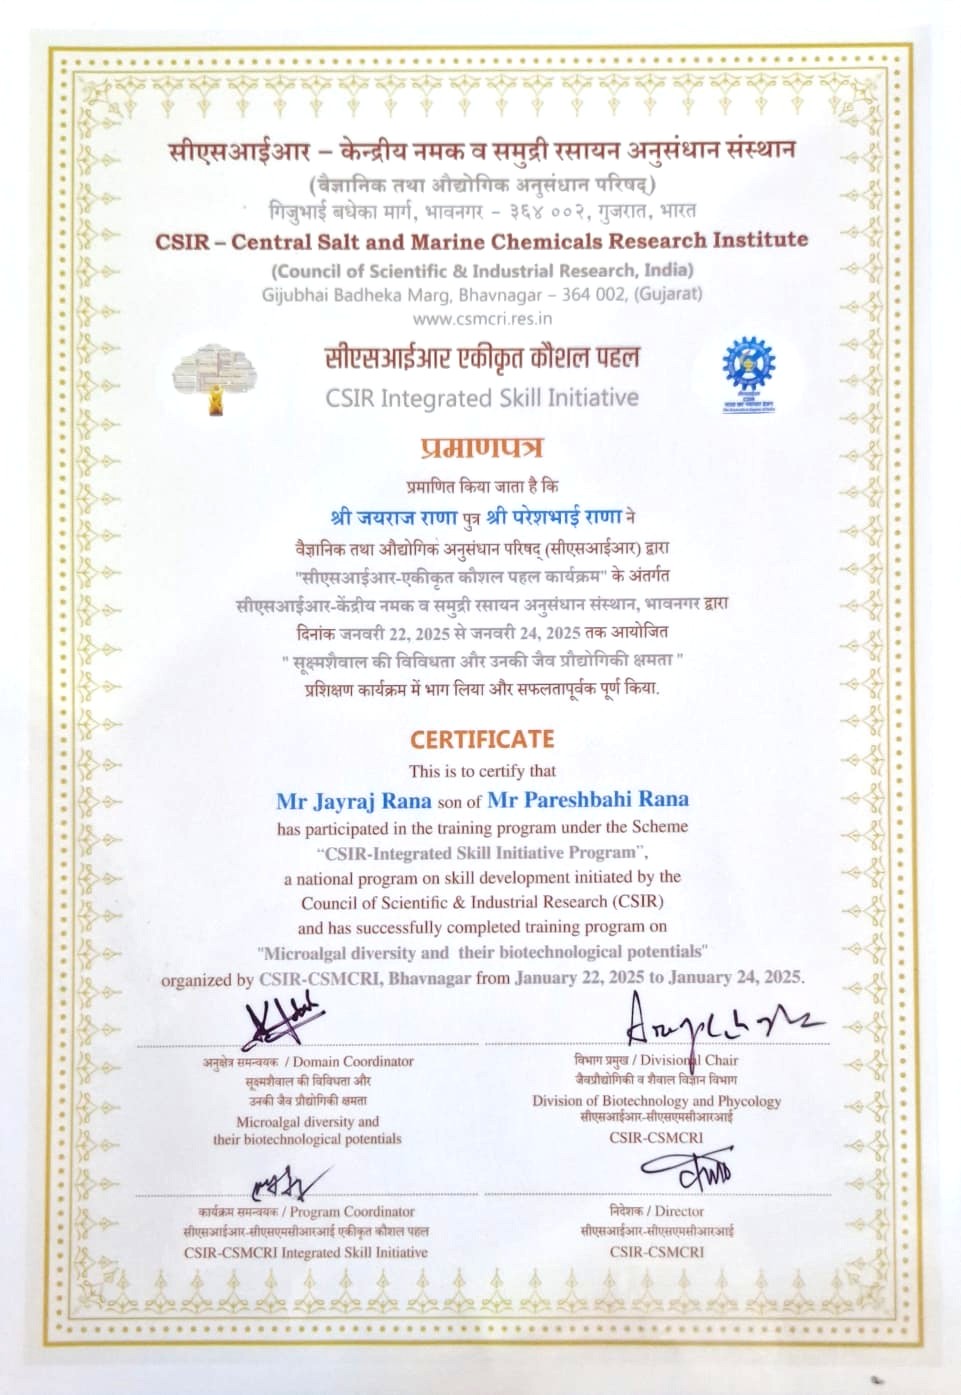 सीएसआईआर – केन्द्रीय नमक व समुद्री रसायन अनुसंधान संस्थान
(वैज्ञानिक तथा औद्योगिक अनुसंधान परिषद्)
गिजुभाई बधेका मार्ग, भावनगर – ३६४ ००२, गुजरात, भारत
CSIR – Central Salt and Marine Chemicals Research Institute
(Council of Scientific & Industrial Research, India)
Gijubhai Badheka Marg, Bhavnagar – 364 002, (Gujarat)
www.csmcri.res.in
सीएसआईआर एकीकृत कौशल पहल
CSIR Integrated Skill Initiative
प्रमाणपत्र
प्रमाणित किया जाता है कि
श्री जयराज राणा पुत्र श्री परेशभाई राणा ने
वैज्ञानिक तथा औद्योगिक अनुसंधान परिषद् (सीएसआईआर) द्वारा
"सीएसआईआर-एकीकृत कौशल पहल कार्यक्रम" के अंतर्गत
सीएसआईआर-केंद्रीय नमक व समुद्री रसायन अनुसंधान संस्थान, भावनगर द्वारा
दिनांक जनवरी 22, 2025 से जनवरी 24, 2025 तक आयोजित
" सूक्ष्मशैवाल की विविधता और उनकी जैव प्रौद्योगिकी क्षमता "
प्रशिक्षण कार्यक्रम में भाग लिया और सफलतापूर्वक पूर्ण किया.
CERTIFICATE
This is to certify that
Mr Jayraj Rana son of Mr Pareshbahi Rana
has participated in the training program under the Scheme
"CSIR-Integrated Skill Initiative Program",
a national program on skill development initiated by the
Council of Scientific & Industrial Research (CSIR)
and has successfully completed training program on
"Microalgal diversity and their biotechnological potentials"
organized by CSIR-CSMCRI, Bhavnagar from January 22, 2025 to January 24, 2025.
अनुक्षेत्र समन्वयक / Domain Coordinator
सूक्ष्मशैवाल की विविधता और
उनकी जैव प्रौद्योगिकी क्षमता
Microalgal diversity and
their biotechnological potentials
विभाग प्रमुख / Divisional Chair
जैवप्रौद्योगिकी व शैवाल विज्ञान विभाग
Division of Biotechnology and Phycology
सीएसआईआर-सीएसएमसीआरआई
CSIR-CSMCRI
कार्यक्रम समन्वयक / Program Coordinator
सीएसआईआर-सीएसएमसीआरआई एकीकृत कौशल पहल
CSIR-CSMCRI Integrated Skill Initiative
निदेशक / Director
सीएसआईआर-सीएसएमसीआरआई
CSIR-CSMCRI